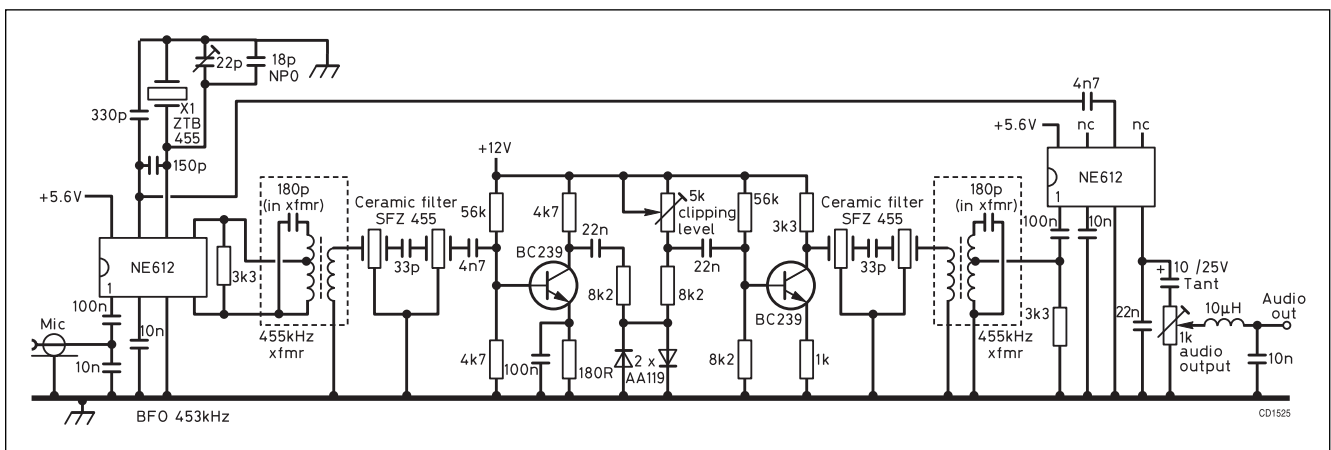 22p
18p
NP0
330p
X1
ZTB
455
150p
+5.6V
NE612
1
3k3
180p
(in xfmr)
455kHz
xfmr
100n
Mic
10n
10n
BFO 453kHz
Ceramic filter
SFZ 455
33p
4n7
+12V
56k
4k7
BC239
22n
4k7
100n
180R
8k2
2 x
AA119
5k
clipping
level
8k2
22n
56k
8k2
3k3
BC239
1k
Ceramic filter
SFZ 455
33p
180p
(in xfmr)
455kHz
xfmr
4n7
+5.6V
nc
nc
NE612
1
100n
10n
3k3
22n
+ 10 /25V
Tant
1k
audio
output
10µH
Audio
out
10n
CD1525